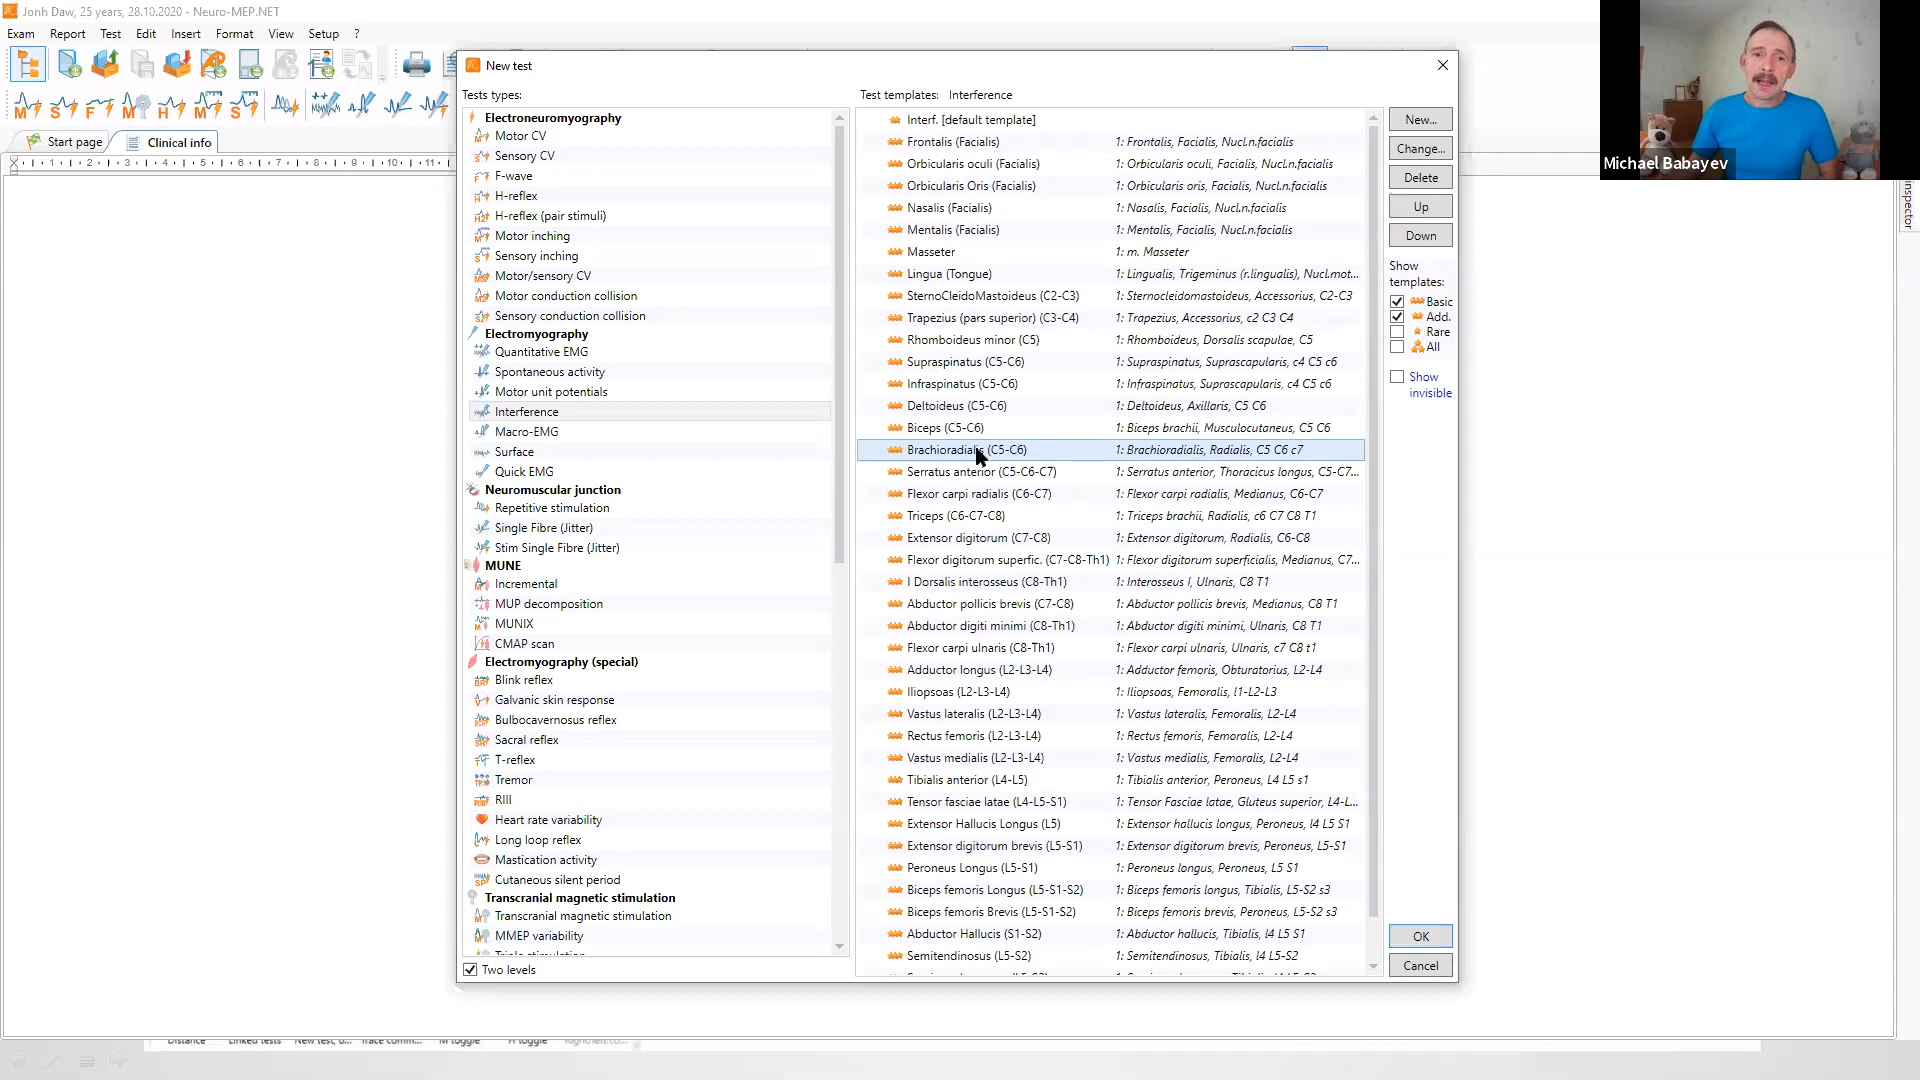 Jonh Daw, 25 years, 28.10.2020 - Neuro-MEP.NET
Exam Report Test Edit Insert Format View Setup ?
Start page
Clinical info
1 2 3 4 5 6 7 8 9 10 11
New test
Tests types:
Electroneuromyography
Motor CV
Sensory CV
F-wave
H-reflex
H-reflex (pair stimuli)
Motor inching
Sensory inching
Motor/sensory CV
Motor conduction collision
Sensory conduction collision
Electromyography
Quantitative EMG
Spontaneous activity
Motor unit potentials
Interference
Macro-EMG
Surface
Quick EMG
Neuromuscular junction
Repetitive stimulation
Single Fibre (Jitter)
Stim Single Fibre (Jitter)
MUNE
Incremental
MUP decomposition
MUNIX
CMAP scan
Electromyography (special)
Blink reflex
Galvanic skin response
Bulbocavernosus reflex
Sacral reflex
T-reflex
Tremor
RIII
Heart rate variability
Long loop reflex
Mastication activity
Cutaneous silent period
Transcranial magnetic stimulation
Transcranial magnetic stimulation
MMEP variability
Two levels
Test templates: Interference
Interf. [default template]
Frontalis (Facialis) 1: Frontalis, Facialis, Nucl.n.facialis
Orbicularis oculi (Facialis) 1: Orbicularis oculi, Facialis, Nucl.n.facialis
Orbicularis Oris (Facialis) 1: Orbicularis oris, Facialis, Nucl.n.facialis
Nasalis (Facialis) 1: Nasalis, Facialis, Nucl.n.facialis
Mentalis (Facialis) 1: Mentalis, Facialis, Nucl.n.facialis
Masseter 1: m. Masseter
Lingua (Tongue) 1: Lingualis, Trigeminus (r.lingualis), Nucl.mot...
SternoCleidoMastoideus (C2-C3) 1: Sternocleidomastoideus, Accessorius, C2-C3
Trapezius (pars superior) (C3-C4) 1: Trapezius, Accessorius, c2 C3 C4
Rhomboideus minor (C5) 1: Rhomboideus, Dorsalis scapulae, C5
Supraspinatus (C5-C6) 1: Supraspinatus, Suprascapularis, c4 C5 c6
Infraspinatus (C5-C6) 1: Infraspinatus, Suprascapularis, c4 C5 c6
Deltoideus (C5-C6) 1: Deltoideus, Axillaris, C5 C6
Biceps (C5-C6) 1: Biceps brachii, Musculocutaneus, C5 C6
Brachioradialis (C5-C6) 1: Brachioradialis, Radialis, C5 C6 c7
Serratus anterior (C5-C6-C7) 1: Serratus anterior, Thoracicus longus, C5-C7...
Flexor carpi radialis (C6-C7) 1: Flexor carpi radialis, Medianus, C6-C7
Triceps (C6-C7-C8) 1: Triceps brachii, Radialis, c6 C7 C8 T1
Extensor digitorum (C7-C8) 1: Extensor digitorum, Radialis, C6-C8
Flexor digitorum superfic. (C7-C8-Th1) 1: Flexor digitorum superficialis, Medianus, C7...
I Dorsalis interosseus (C8-Th1) 1: Interosseus I, Ulnaris, C8 T1
Abductor pollicis brevis (C7-C8) 1: Abductor pollicis brevis, Medianus, C8 T1
Abductor digiti minimi (C8-Th1) 1: Abductor digiti minimi, Ulnaris, C8 T1
Flexor carpi ulnaris (C8-Th1) 1: Flexor carpi ulnaris, Ulnaris, c7 C8 t1
Adductor longus (L2-L3-L4) 1: Adductor femoris, Obturatorius, L2-L4
Iliopsoas (L2-L3-L4) 1: Iliopsoas, Femoralis, l1-L2-L3
Vastus lateralis (L2-L3-L4) 1: Vastus lateralis, Femoralis, L2-L4
Rectus femoris (L2-L3-L4) 1: Rectus femoris, Femoralis, L2-L4
Vastus medialis (L2-L3-L4) 1: Vastus medialis, Femoralis, L2-L4
Tibialis anterior (L4-L5) 1: Tibialis anterior, Peroneus, L4 L5 s1
Tensor fasciae latae (L4-L5-S1) 1: Tensor Fasciae latae, Gluteus superior, L4-L...
Extensor Hallucis Longus (L5) 1: Extensor hallucis longus, Peroneus, l4 L5 S1
Extensor digitorum brevis (L5-S1) 1: Extensor digitorum brevis, Peroneus, L5-S1
Peroneus Longus (L5-S1) 1: Peroneus longus, Peroneus, L5 S1
Biceps femoris Longus (L5-S1-S2) 1: Biceps femoris longus, Tibialis, L5-S2 s3
Biceps femoris Brevis (L5-S1-S2) 1: Biceps femoris brevis, Peroneus, L5-S2 s3
Abductor Hallucis (S1-S2) 1: Abductor hallucis, Tibialis, l4 L5 S1
Semitendinosus (L5-S2) 1: Semitendinosus, Tibialis, l4 L5-S2
New...
Change...
Delete
Up
Down
Show
templates:
Basic
Add.
Rare
All
Show
invisible
OK
Cancel
Michael Babayev
Inspector